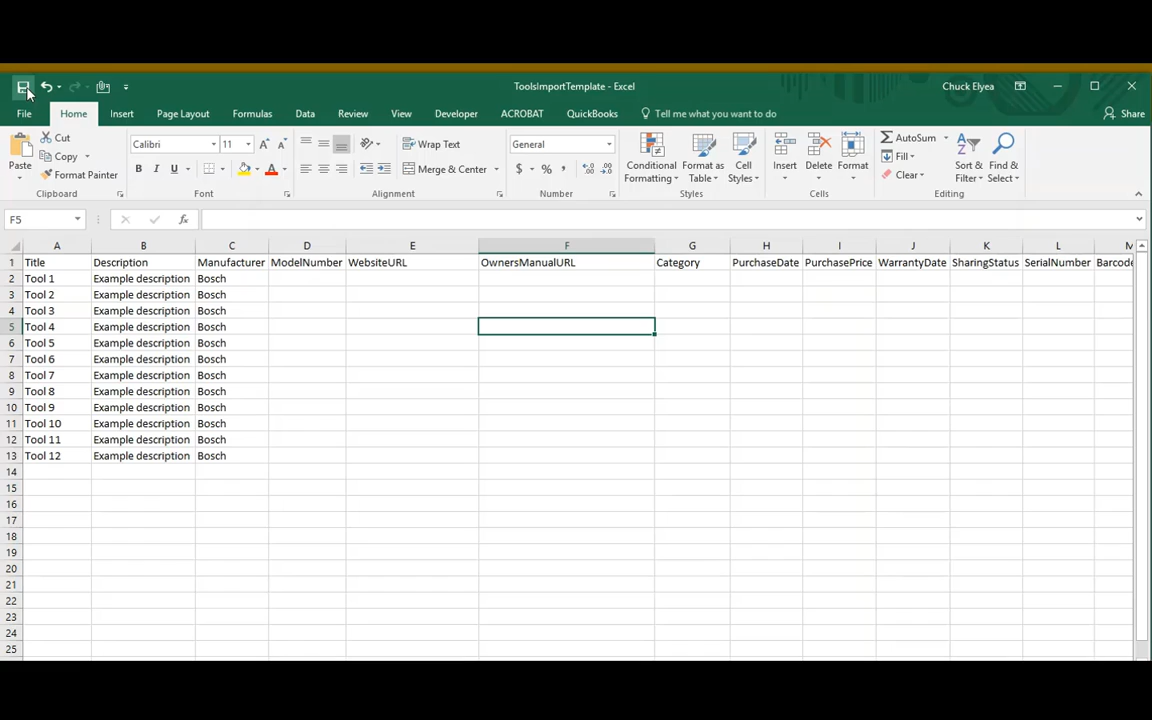 ToolsImportTemplate - Excel
Chuck Elyea
File Home Insert Page Layout Formulas Data Review View Developer ACROBAT QuickBooks Tell me what you want to do Share
Paste
Cut
Copy
Format Painter
Clipboard
Calibri 11
B I U
Font
Wrap Text
Merge & Center
Alignment
General
$ % ,
Number
Conditional Formatting
Format as Table
Cell Styles
Styles
Insert Delete Format
Cells
AutoSum
Fill
Clear
Sort & Filter
Find & Select
Editing
F5 fx
A B C D E F G H I J K L M
1 Title Description Manufacturer ModelNumber WebsiteURL OwnersManualURL Category PurchaseDate PurchasePrice WarrantyDate SharingStatus SerialNumber Barcode
2 Tool 1 Example description Bosch
3 Tool 2 Example description Bosch
4 Tool 3 Example description Bosch
5 Tool 4 Example description Bosch
6 Tool 5 Example description Bosch
7 Tool 6 Example description Bosch
8 Tool 7 Example description Bosch
9 Tool 8 Example description Bosch
10 Tool 9 Example description Bosch
11 Tool 10 Example description Bosch
12 Tool 11 Example description Bosch
13 Tool 12 Example description Bosch
14
15
16
17
18
19
20
21
22
23
24
25